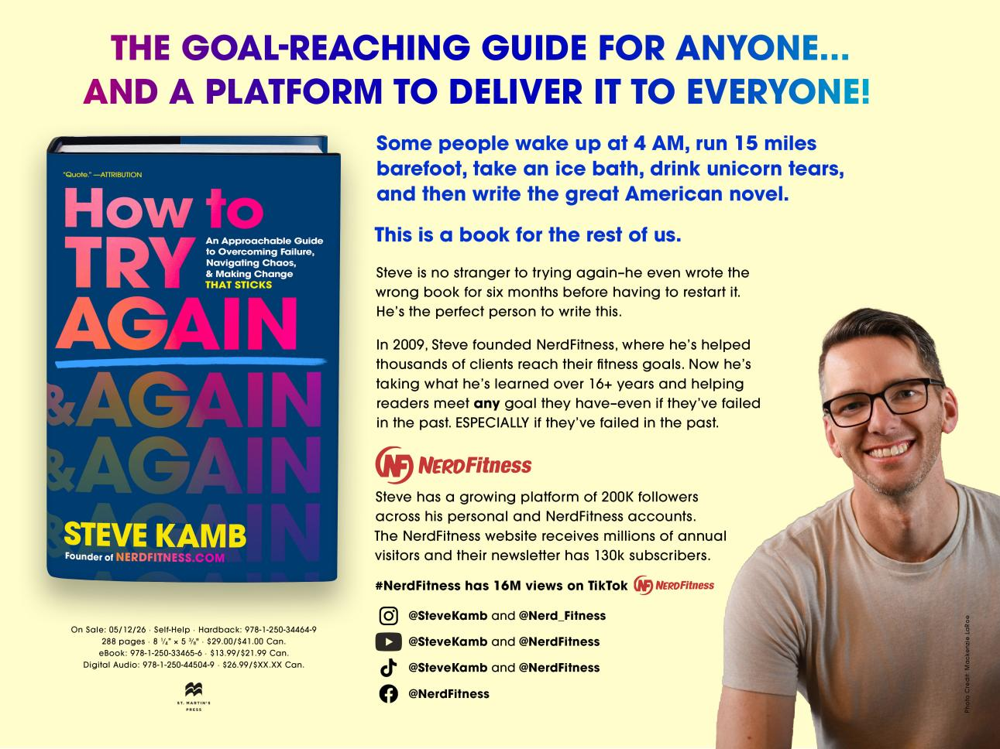 THE GOAL-REACHING GUIDE FOR ANYONE...
AND A PLATFORM TO DELIVER IT TO EVERYONE!
"Quote." —ATTRIBUTION
How to
TRY
An Approachable Guide
to Overcoming Failure,
Navigating Chaos,
& Making Change
THAT STICKS
AGAIN
&AGAIN
&AGAIN
&AGAIN
STEVE KAMB
Founder of NERDFITNESS.COM
On Sale: 05/12/26 · Self-Help · Hardback: 978-1-250-34464-9
288 pages · 8 ¼" × 5 ⅜" · $29.00/$41.00 Can.
eBook: 978-1-250-33465-6 · $13.99/$21.99 Can.
Digital Audio: 978-1-250-44504-9 · $26.99/$XX.XX Can.
ST. MARTIN'S
PRESS
Some people wake up at 4 AM, run 15 miles
barefoot, take an ice bath, drink unicorn tears,
and then write the great American novel.
This is a book for the rest of us.
Steve is no stranger to trying again–he even wrote the
wrong book for six months before having to restart it.
He's the perfect person to write this.
In 2009, Steve founded NerdFitness, where he's helped
thousands of clients reach their fitness goals. Now he's
taking what he's learned over 16+ years and helping
readers meet any goal they have–even if they've failed
in the past. ESPECIALLY if they've failed in the past.
NF NERDFITNESS
Steve has a growing platform of 200K followers
across his personal and NerdFitness accounts.
The NerdFitness website receives millions of annual
visitors and their newsletter has 130k subscribers.
#NerdFitness has 16M views on TikTok NF NERDFITNESS
@SteveKamb and @Nerd_Fitness
@SteveKamb and @NerdFitness
@SteveKamb and @NerdFitness
@NerdFitness
Photo Credit: Mackenzie LaRoe